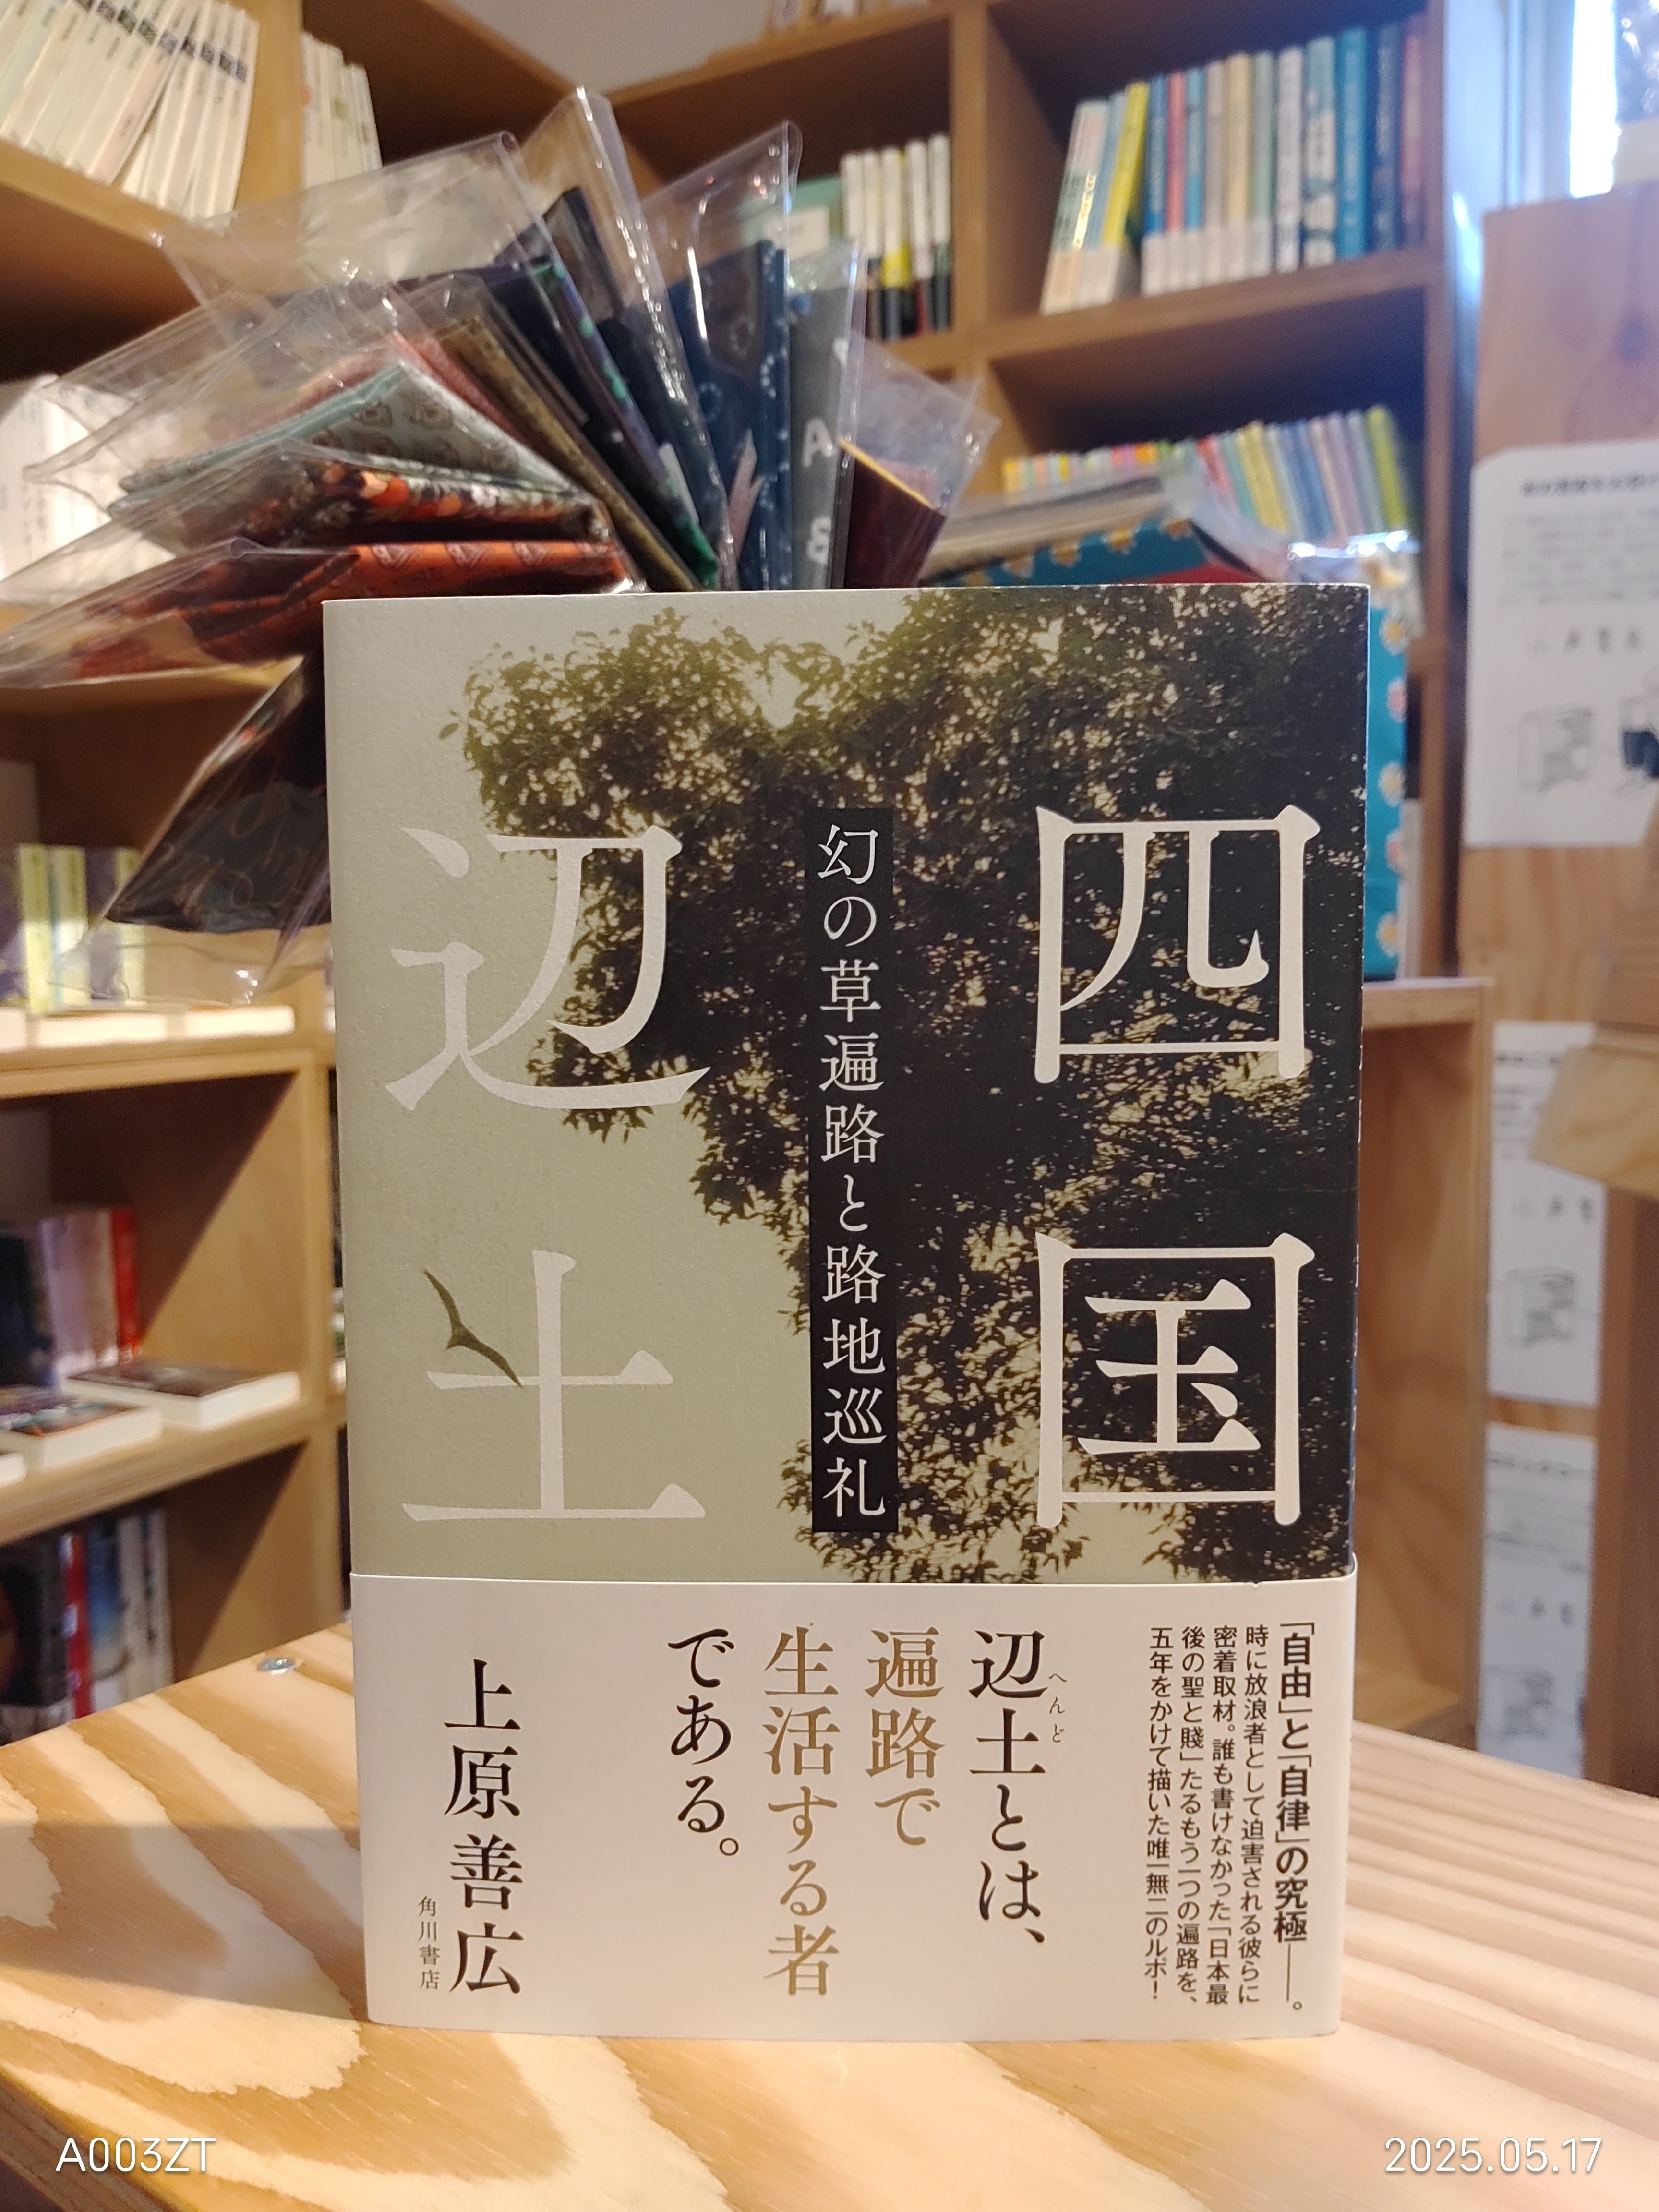 四国
辺土
幻の草遍路と路地巡礼
「自由」と「自律」の究極――。
時に放浪者として迫害される彼らに
密着取材。誰も書けなかった「日本最
後の聖と賤」たるもう一つの遍路を、
五年をかけて描いた唯一無二のルポ!
へんど
辺土とは、
遍路で
生活する者
である。
上原善広
角川書店
A003ZT
2025.05.17